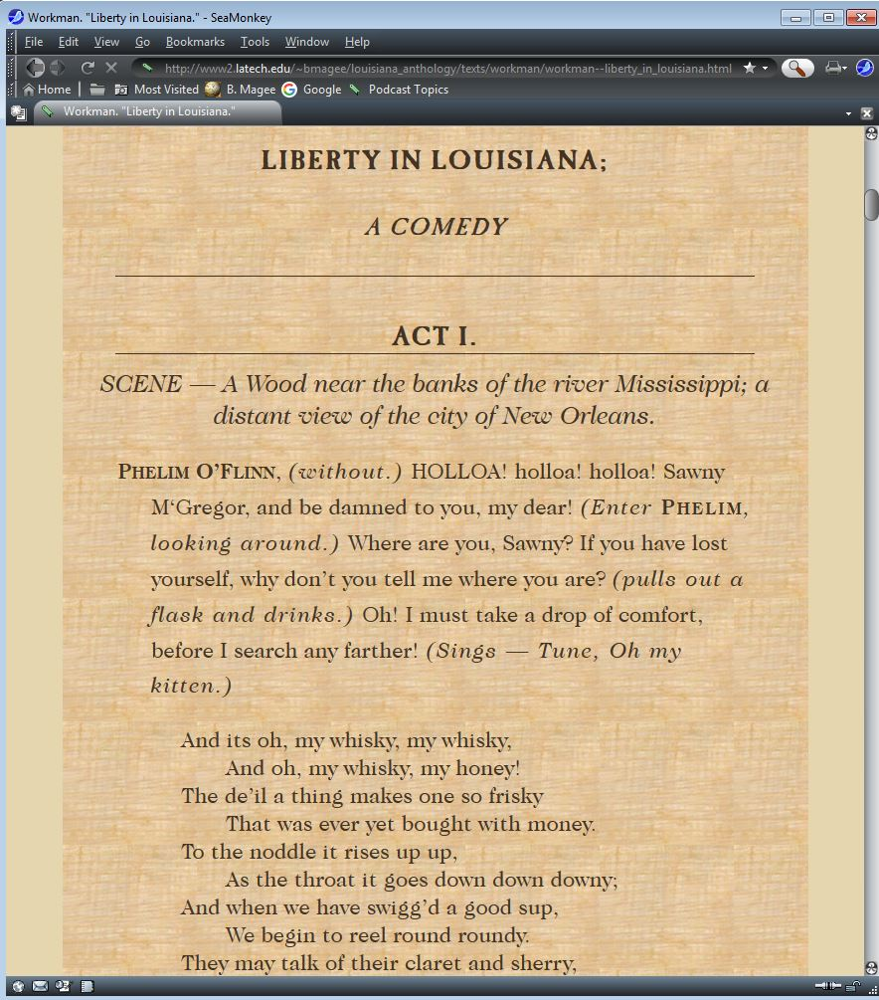 Workman. "Liberty in Louisiana." - SeaMonkey
File Edit View Go Bookmarks Tools Window Help
http://www2.latech.edu/~bmagee/louisiana_anthology/texts/workman/workman--liberty_in_louisiana.html
Home Most Visited B. Magee Google Podcast Topics
Workman. "Liberty in Louisiana."
LIBERTY IN LOUISIANA;
A COMEDY
ACT I.
SCENE — A Wood near the banks of the river Mississippi; a
distant view of the city of New Orleans.
PHELIM O’FLINN, (without.) HOLLOA! holloa! holloa! Sawny
M‘Gregor, and be damned to you, my dear! (Enter PHELIM,
looking around.) Where are you, Sawny? If you have lost
yourself, why don’t you tell me where you are? (pulls out a
flask and drinks.) Oh! I must take a drop of comfort,
before I search any farther! (Sings — Tune, Oh my
kitten.)
And its oh, my whisky, my whisky,
And oh, my whisky, my honey!
The de’il a thing makes one so frisky
That was ever yet bought with money.
To the noddle it rises up up,
As the throat it goes down down downy;
And when we have swigg’d a good sup,
We begin to reel round roundy.
They may talk of their claret and sherry,